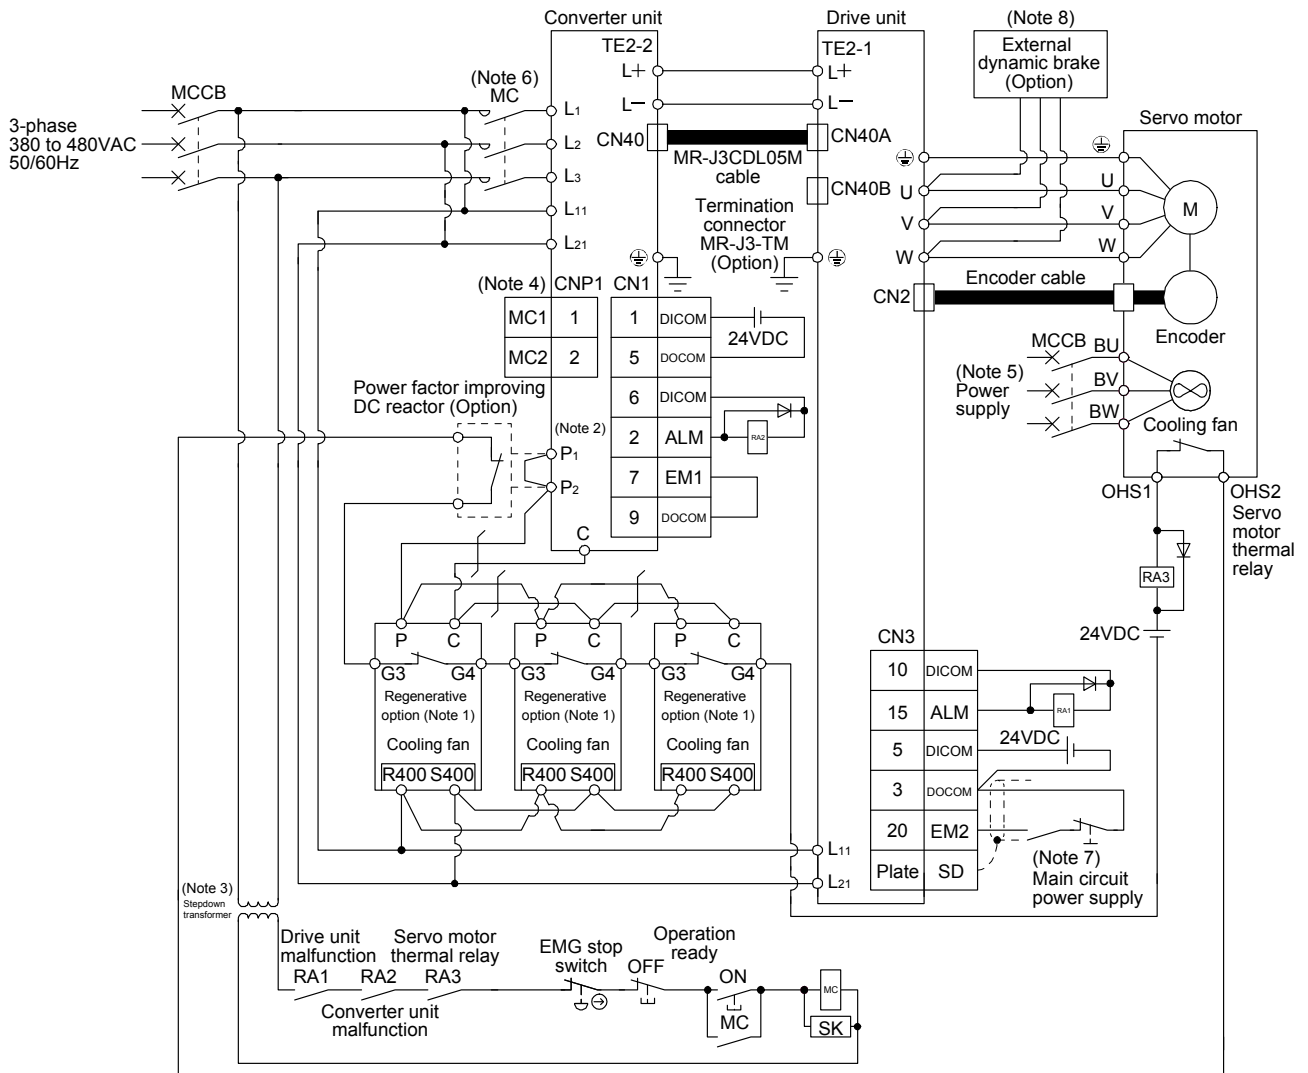 Converter unit
Drive unit
(Note 8)
External
dynamic brake
(Option)
TE2-2
TE2-1
L+
L+
L−
L−
MCCB
(Note 6)
MC
3-phase
380 to 480VAC
50/60Hz
L1
L2
L3
L11
L21
CN40
CN40A
MR-J3CDL05M
cable
CN40B
Termination
connector
MR-J3-TM
(Option)
Servo motor
U
V
W
U
V
W
M
CN2
Encoder cable
Encoder
(Note 4)
CNP1
CN1
MC1
1
MC2
2
1
DICOM
5
DOCOM
6
DICOM
2
ALM
7
EM1
9
DOCOM
24VDC
RA2
MCCB
BU
BV
BW
(Note 5)
Power
supply
Cooling fan
Power factor improving
DC reactor (Option)
(Note 2)
P1
P2
C
OHS1
OHS2
Servo
motor
thermal
relay
RA3
24VDC
P
C
P
C
P
C
G3
G4
G3
G4
G3
G4
Regenerative
option (Note 1)
Regenerative
option (Note 1)
Regenerative
option (Note 1)
Cooling fan
Cooling fan
Cooling fan
R400 S400
R400 S400
R400 S400
CN3
10
DICOM
15
ALM
5
DICOM
3
DOCOM
20
EM2
Plate
SD
RA1
24VDC
(Note 7)
Main circuit
power supply
L11
L21
(Note 3)
Stepdown
transformer
Drive unit
malfunction
RA1
RA2
Converter unit
malfunction
Servo motor
thermal relay
RA3
EMG stop
switch
OFF
Operation
ready
ON
MC
MC
SK